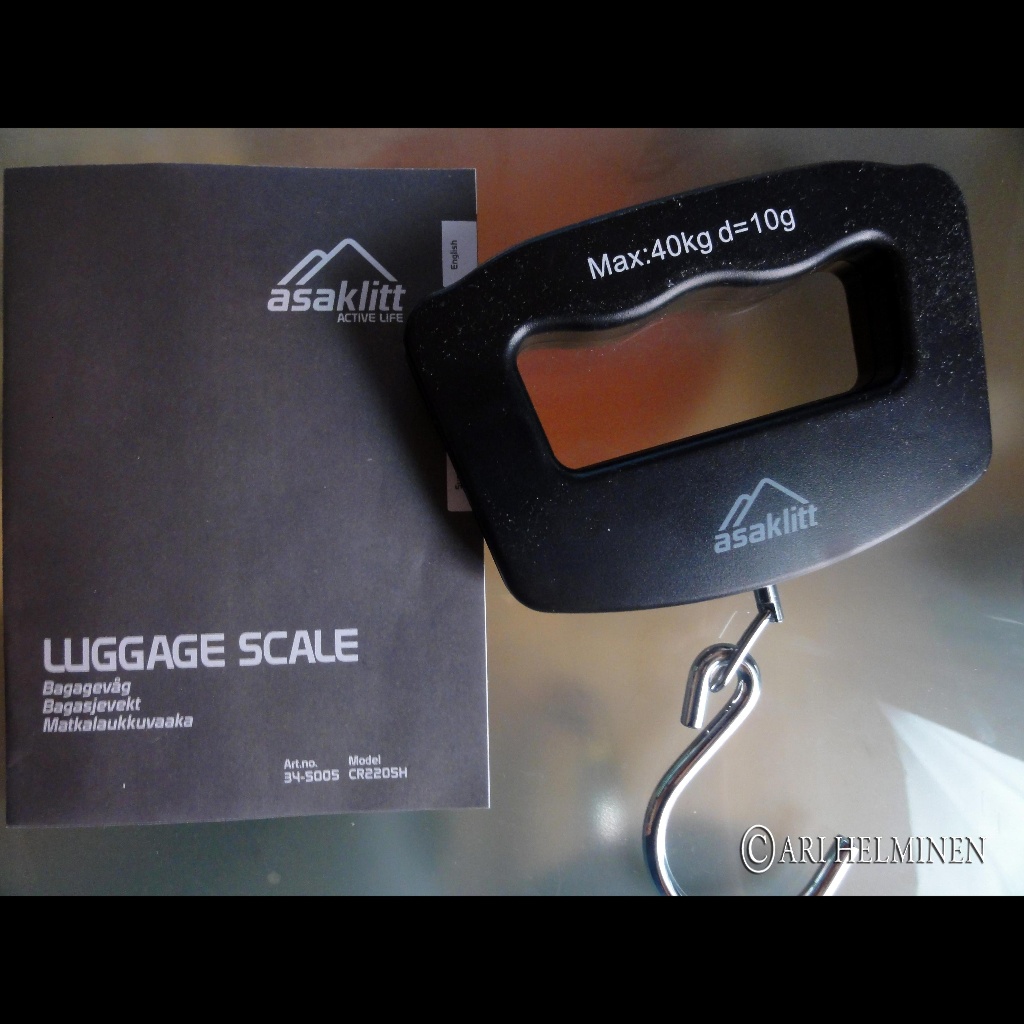 English
asaklitt
ACTIVE LIFE
LUGGAGE SCALE
Bagagevåg
Bagasjevekt
Matkalaukkuvaaka
Art.no. Model
34-5005 CR2205H
Max:40kg d=10g
asaklitt
© ARI HELMINEN